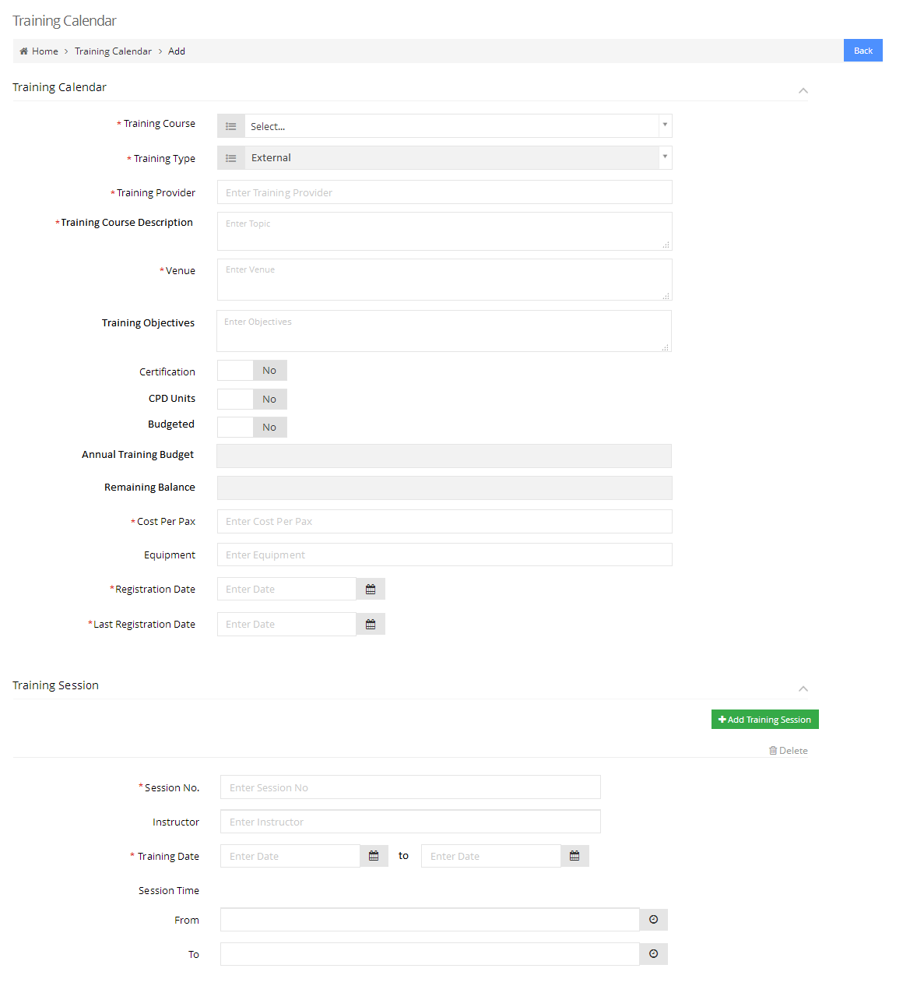 Training Calendar
Home > Training Calendar > Add Back
Training Calendar
* Training Course Select...
* Training Type External
* Training Provider Enter Training Provider
* Training Course Description Enter Topic
* Venue Enter Venue
Training Objectives Enter Objectives
Certification No
CPD Units No
Budgeted No
Annual Training Budget
Remaining Balance
* Cost Per Pax Enter Cost Per Pax
Equipment Enter Equipment
*Registration Date Enter Date
*Last Registration Date Enter Date
Training Session
Add Training Session
Delete
*Session No. Enter Session No
Instructor Enter Instructor
* Training Date Enter Date to Enter Date
Session Time
From
To